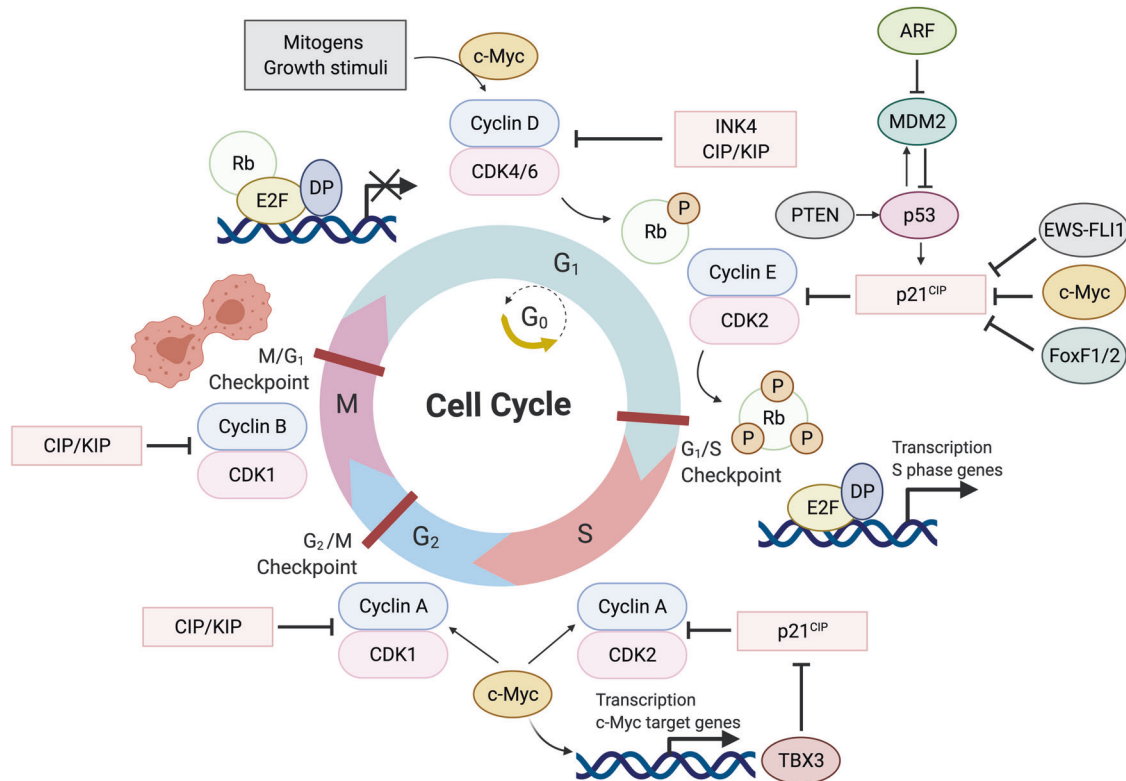 Mitogens
Growth stimuli
c-Myc
ARF
Cyclin D
CDK4/6
INK4
CIP/KIP
MDM2
Rb
E2F
DP
P
Rb
PTEN
p53
EWS-FLI1
G₁
Cyclin E
CDK2
p21ᶜᴵᴾ
c-Myc
FoxF1/2
G₀
M/G₁
Checkpoint
M
Cell Cycle
P
Rb
P
P
CIP/KIP
Cyclin B
CDK1
G₁/S
Checkpoint
Transcription
S phase genes
E2F
DP
G₂/M
Checkpoint
G₂
S
CIP/KIP
Cyclin A
CDK1
Cyclin A
CDK2
p21ᶜᴵᴾ
c-Myc
Transcription
c-Myc target genes
TBX3